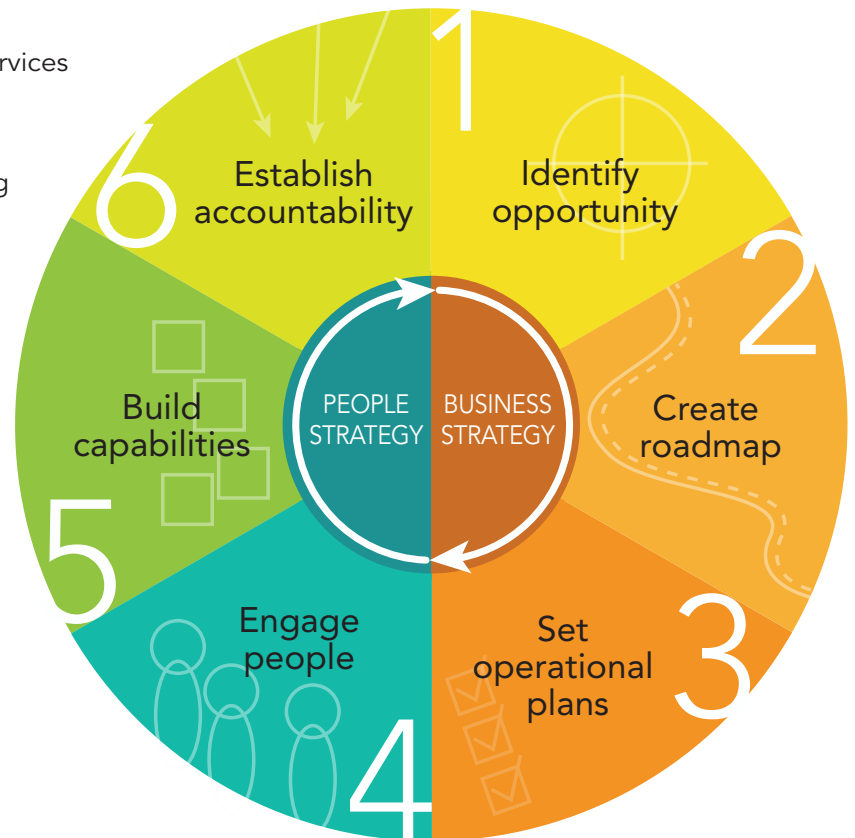 rvices
g
1
Identify
opportunity
2
Create
roadmap
3
Set
operational
plans
4
Engage
people
5
Build
capabilities
6
Establish
accountability
PEOPLE
STRATEGY
BUSINESS
STRATEGY